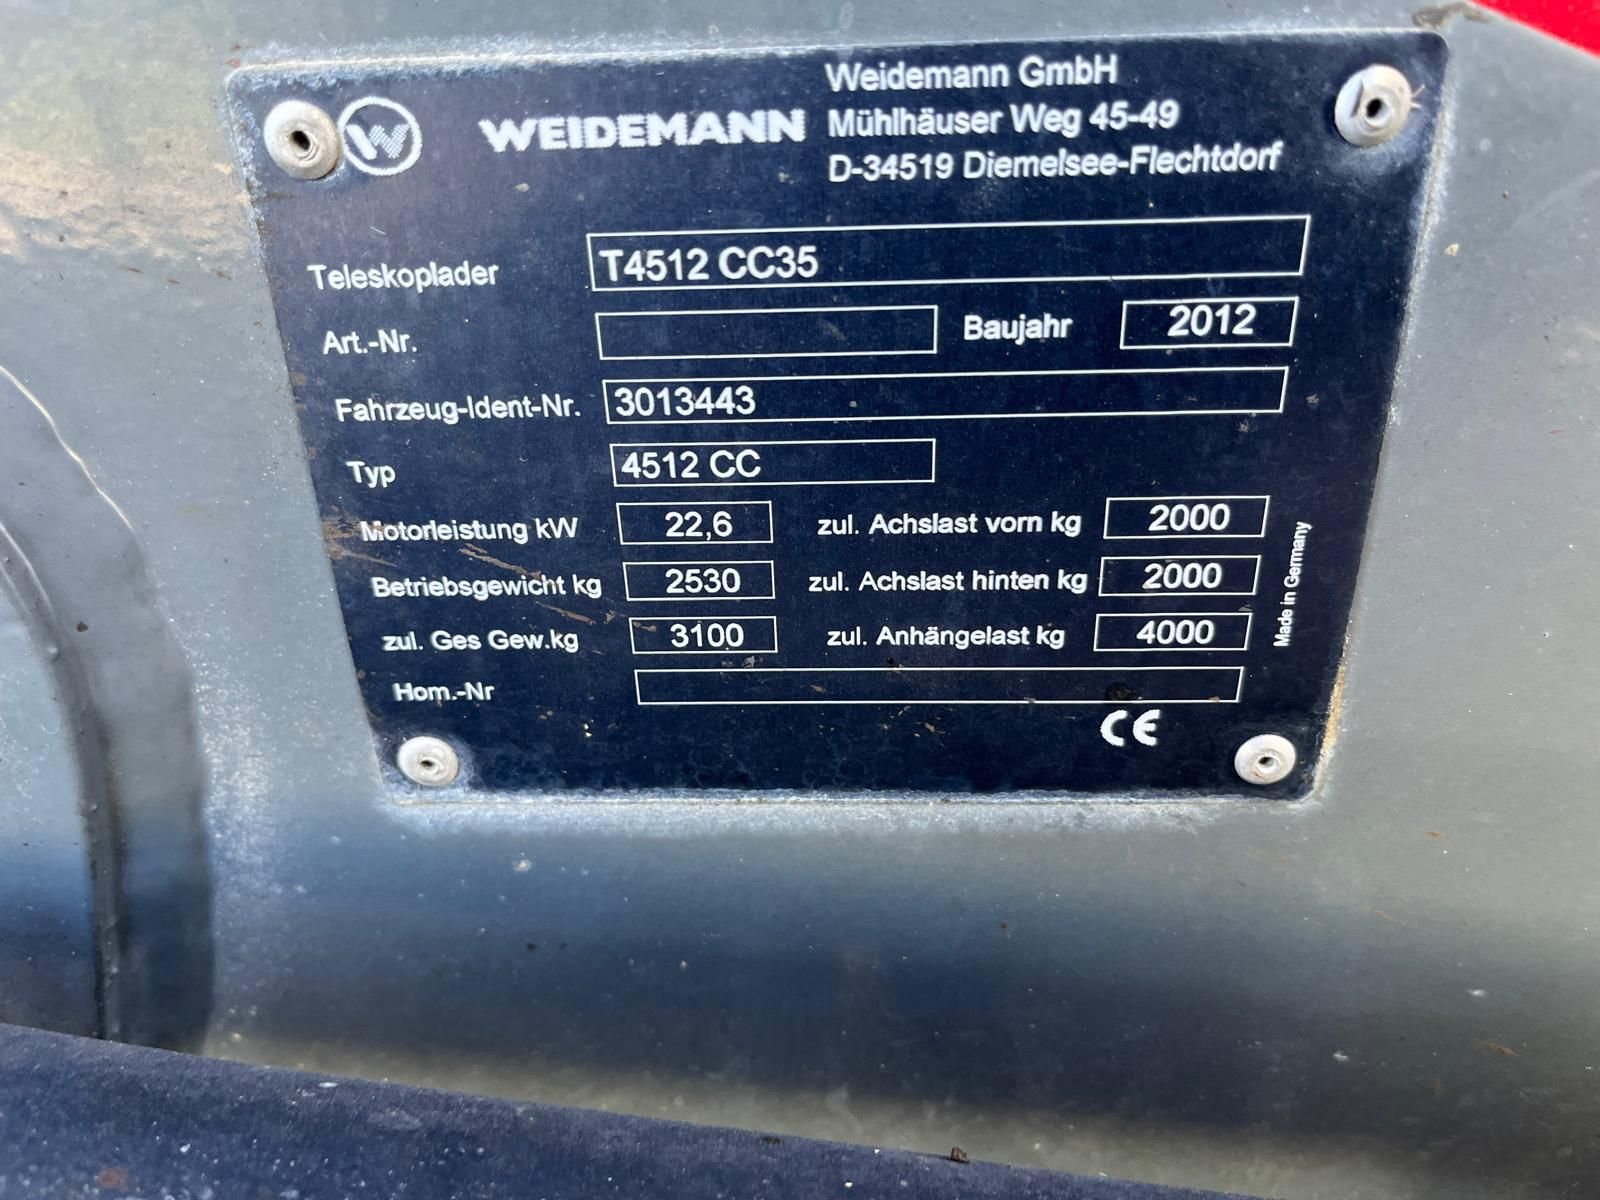 W WEIDEMANN
Weidemann GmbH
Mühlhäuser Weg 45-49
D-34519 Diemelsee-Flechtdorf
Teleskoplader T4512 CC35
Art.-Nr. Baujahr 2012
Fahrzeug-Ident-Nr. 3013443
Typ 4512 CC
Motorleistung kW 22,6 zul. Achslast vorn kg 2000
Betriebsgewicht kg 2530 zul. Achslast hinten kg 2000
zul. Ges Gew.kg 3100 zul. Anhängelast kg 4000
Hom.-Nr
Made in Germany
CE